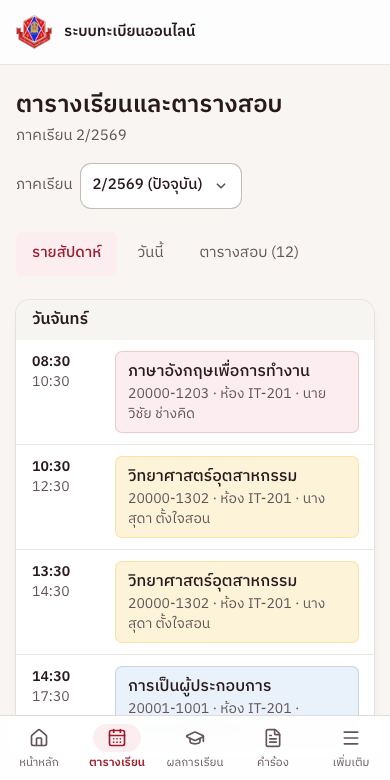 ระบบทะเบียนออนไลน์
ตารางเรียนและตารางสอบ
ภาคเรียน 2/2569
ภาคเรียน 2/2569 (ปัจจุบัน)
รายสัปดาห์ วันนี้ ตารางสอบ (12)
วันจันทร์
08:30
10:30
ภาษาอังกฤษเพื่อการทำงาน
20000-1203 · ห้อง IT-201 · นาย
วิชัย ช่างคิด
10:30
12:30
วิทยาศาสตร์อุตสาหกรรม
20000-1302 · ห้อง IT-201 · นาง
สุดา ตั้งใจสอน
13:30
14:30
วิทยาศาสตร์อุตสาหกรรม
20000-1302 · ห้อง IT-201 · นาง
สุดา ตั้งใจสอน
14:30
17:30
การเป็นผู้ประกอบการ
20001-1001 · ห้อง IT-201 ·
หน้าหลัก ตารางเรียน ผลการเรียน คำร้อง เพิ่มเติม